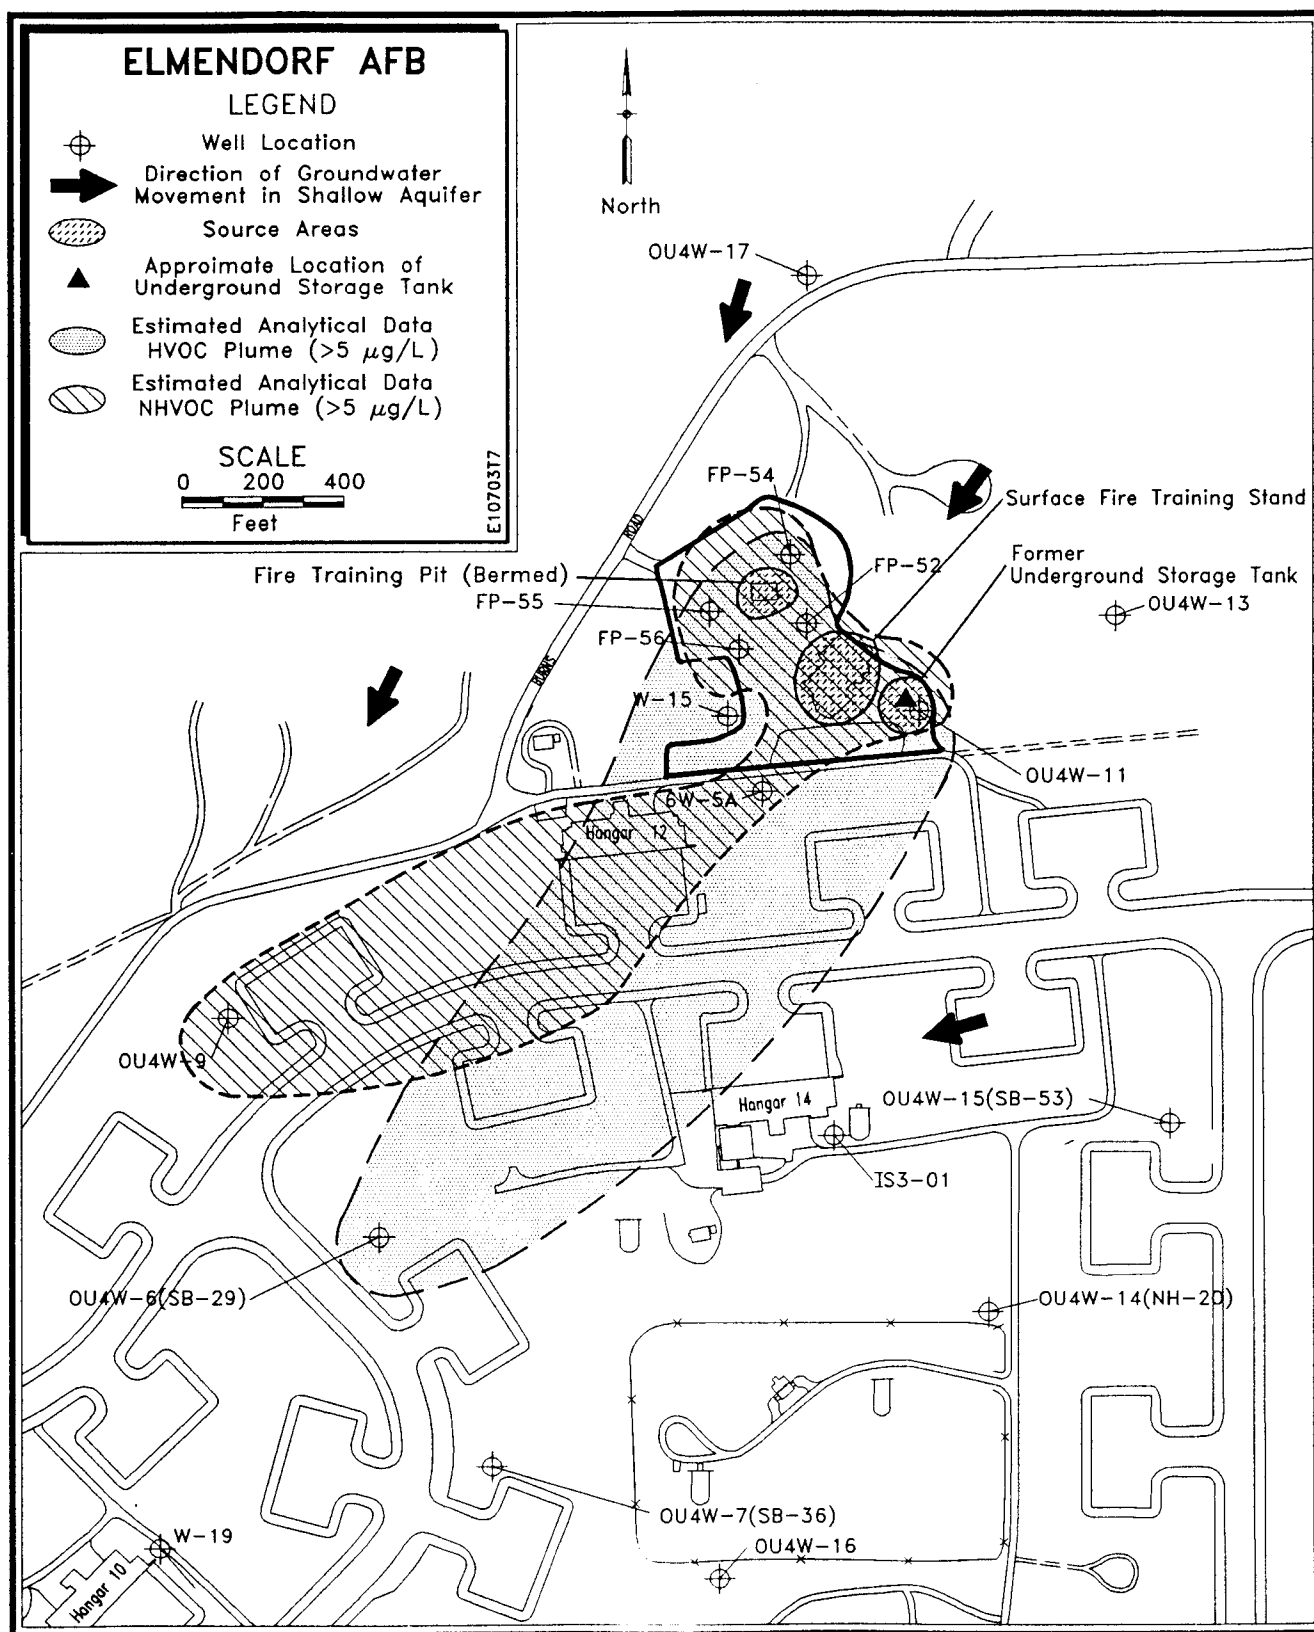 ELMENDORF AFB
LEGEND
Well Location
Direction of Groundwater
Movement in Shallow Aquifer
Source Areas
Approimate Location of
Underground Storage Tank
Estimated Analytical Data
HVOC Plume (>5 μg/L)
Estimated Analytical Data
NHVOC Plume (>5 μg/L)
SCALE
0 200 400
Feet
E10703T7
North
OU4W-17
FP-54
ROAD
Surface Fire Training Stand
Former
Underground Storage Tank
Fire Training Pit (Bermed)
FP-52
FP-55
OU4W-13
FP-56
BURNS
W-15
OU4W-11
6W-5A
Hangar 12
OU4W-9
Hangar 14
OU4W-15(SB-53)
IS3-01
OU4W-6(SB-29)
OU4W-14(NH-20)
OU4W-7(SB-36)
W-19
OU4W-16
Hangar 10